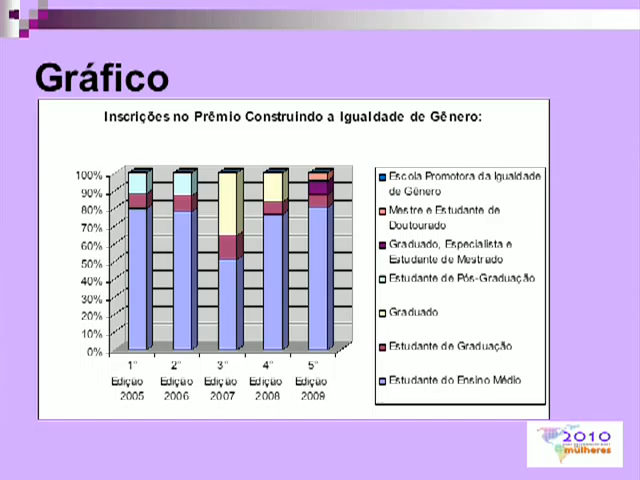 Gráfico
Inscrições no Prêmio Construindo a Igualdade de Gênero:
100%
90%
80%
70%
60%
50%
40%
30%
20%
10%
0%
1ª 2ª 3ª 4ª 5ª
Edição Edição Edição Edição Edição
2005 2006 2007 2008 2009
Escola Promotora da Igualdade
de Gênero
Mestre e Estudante de
Doutourado
Graduado, Especialista e
Estudante de Mestrado
Estudante de Pós-Graduação
Graduado
Estudante de Graduação
Estudante do Ensino Médio
2010
mulheres